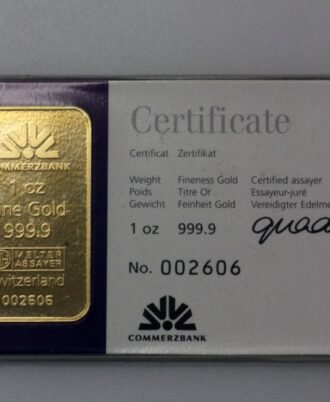 COMMERZBANK
1 oz
Fine Gold
999.9
MELTER
ASSAYER
Switzerland
002606
Certificate
Certificat Zertifikat
Weight Fineness Gold Certified assayer
Poids Titre Or Essayeur-juré
Gewicht Feinheit Gold Vereidigter Edelme
1 oz 999.9
No. 002606
COMMERZBANK